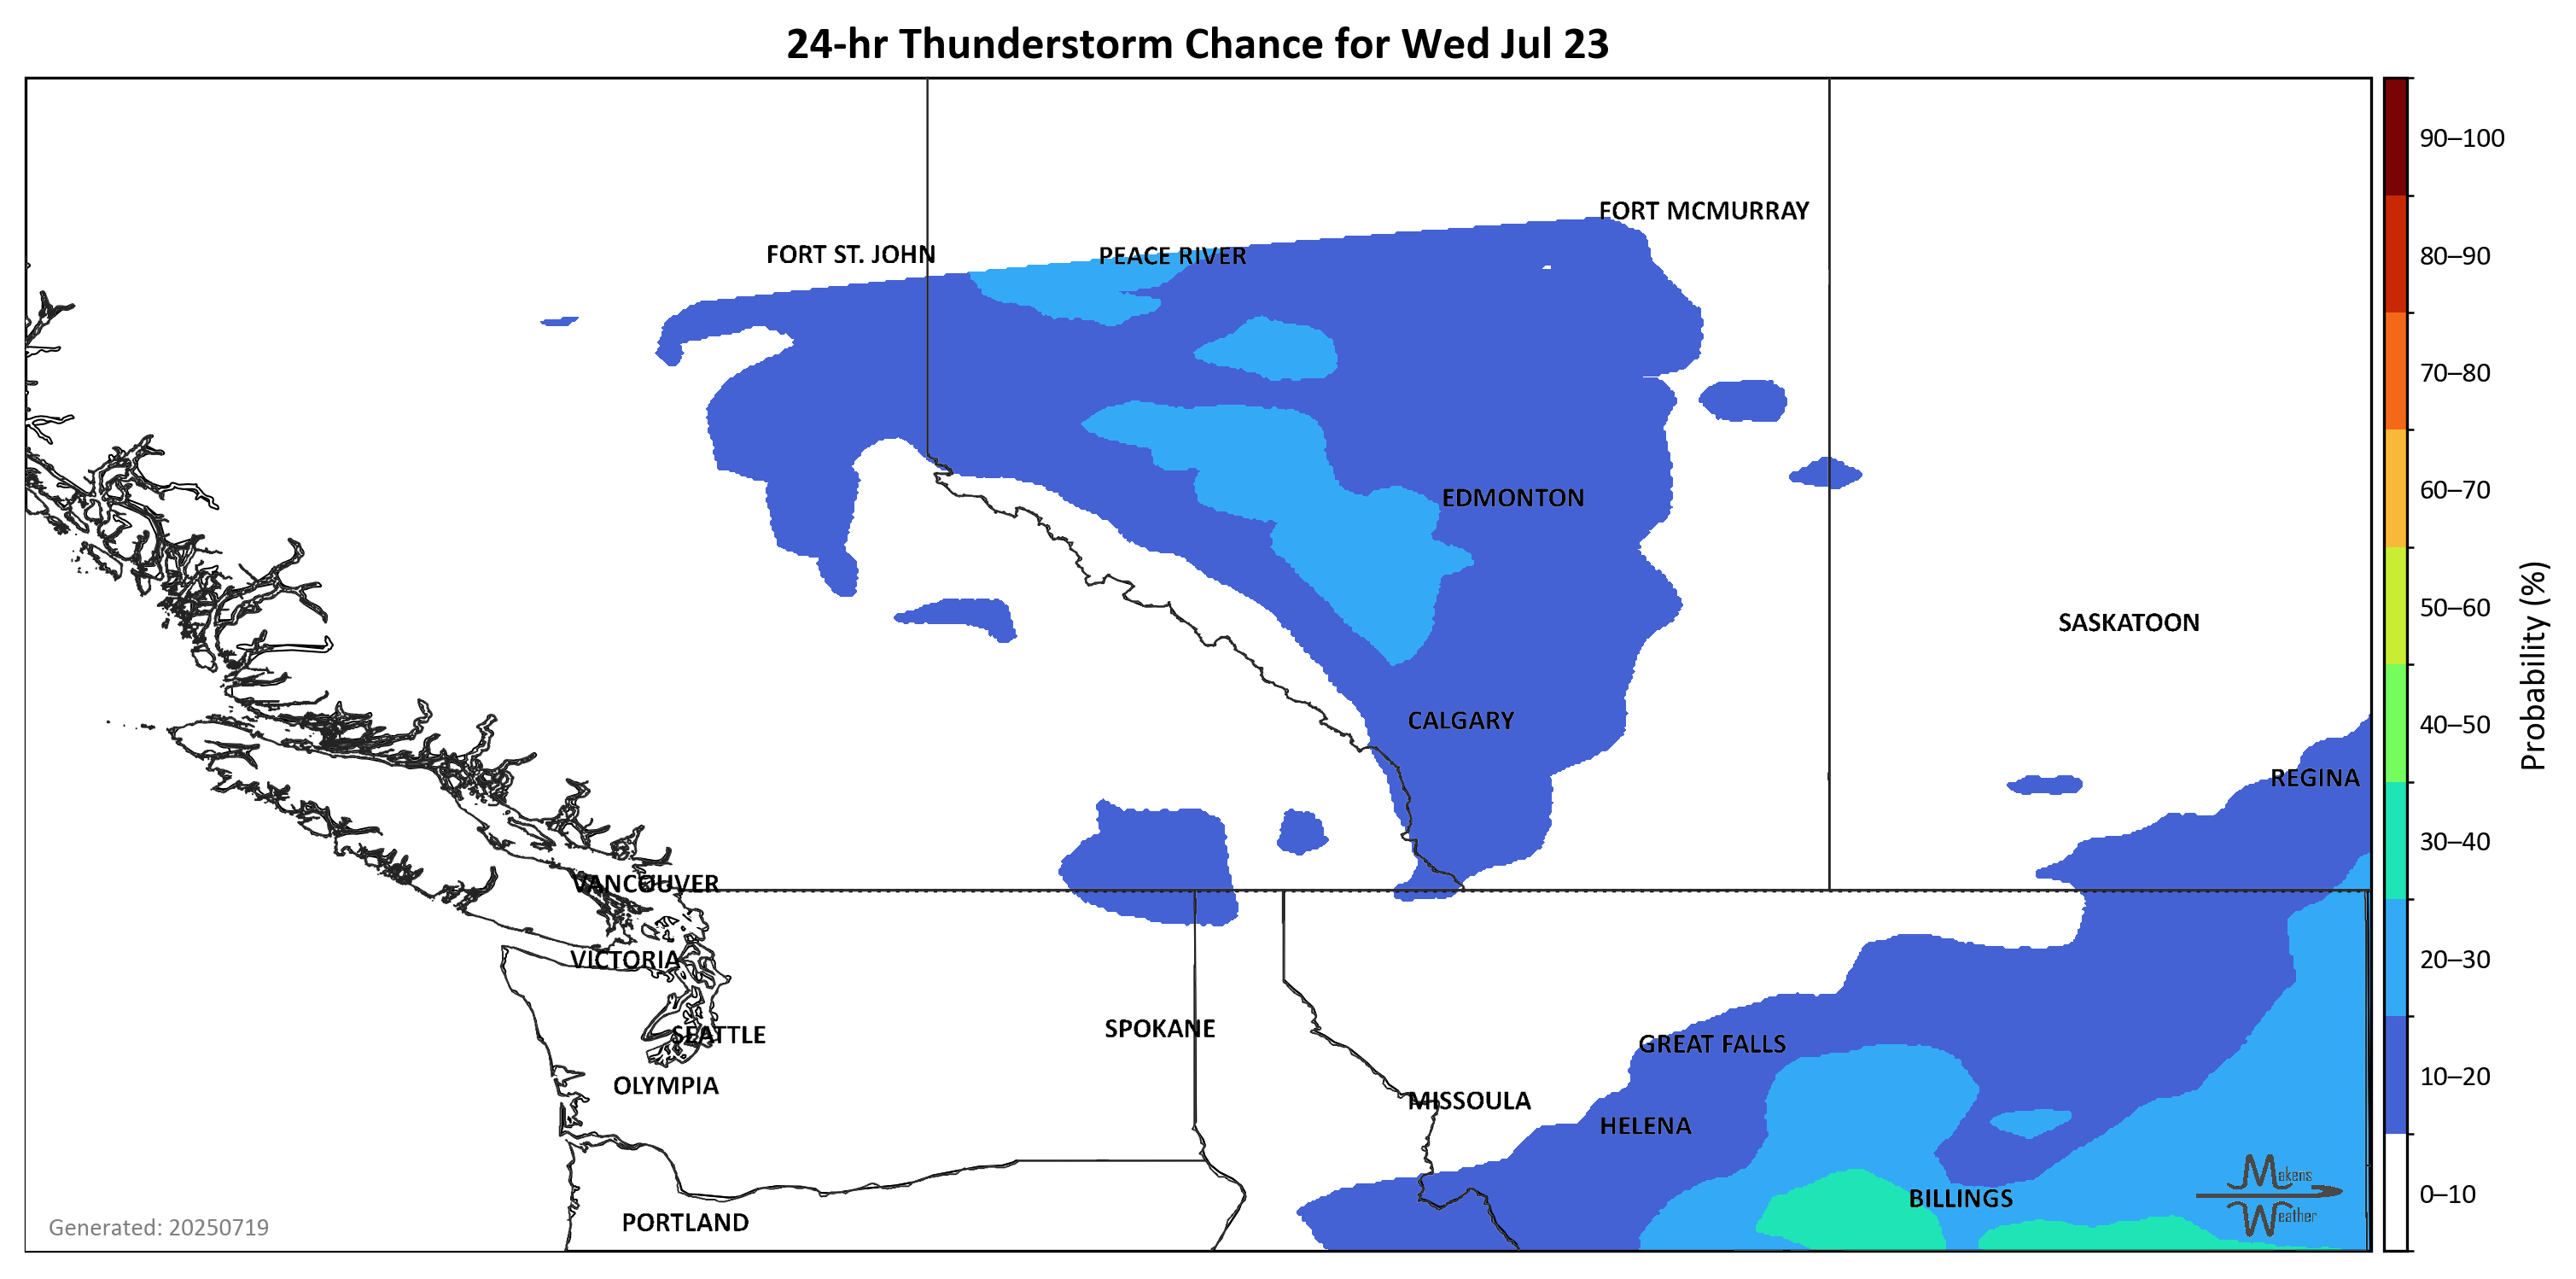 24-hr Thunderstorm Chance for Wed Jul 23
90–100
FORT MCMURRAY
FORT ST. JOHN
PEACE RIVER
80–90
70–80
EDMONTON
60–70
SASKATOON
50–60
Probability (%)
CALGARY
40–50
REGINA
30–40
VANCOUVER
VICTORIA
20–30
SPOKANE
SEATTLE
GREAT FALLS
OLYMPIA
10–20
MISSOULA
HELENA
Makens
BILLINGS
0–10
Weather
PORTLAND
Generated: 20250719